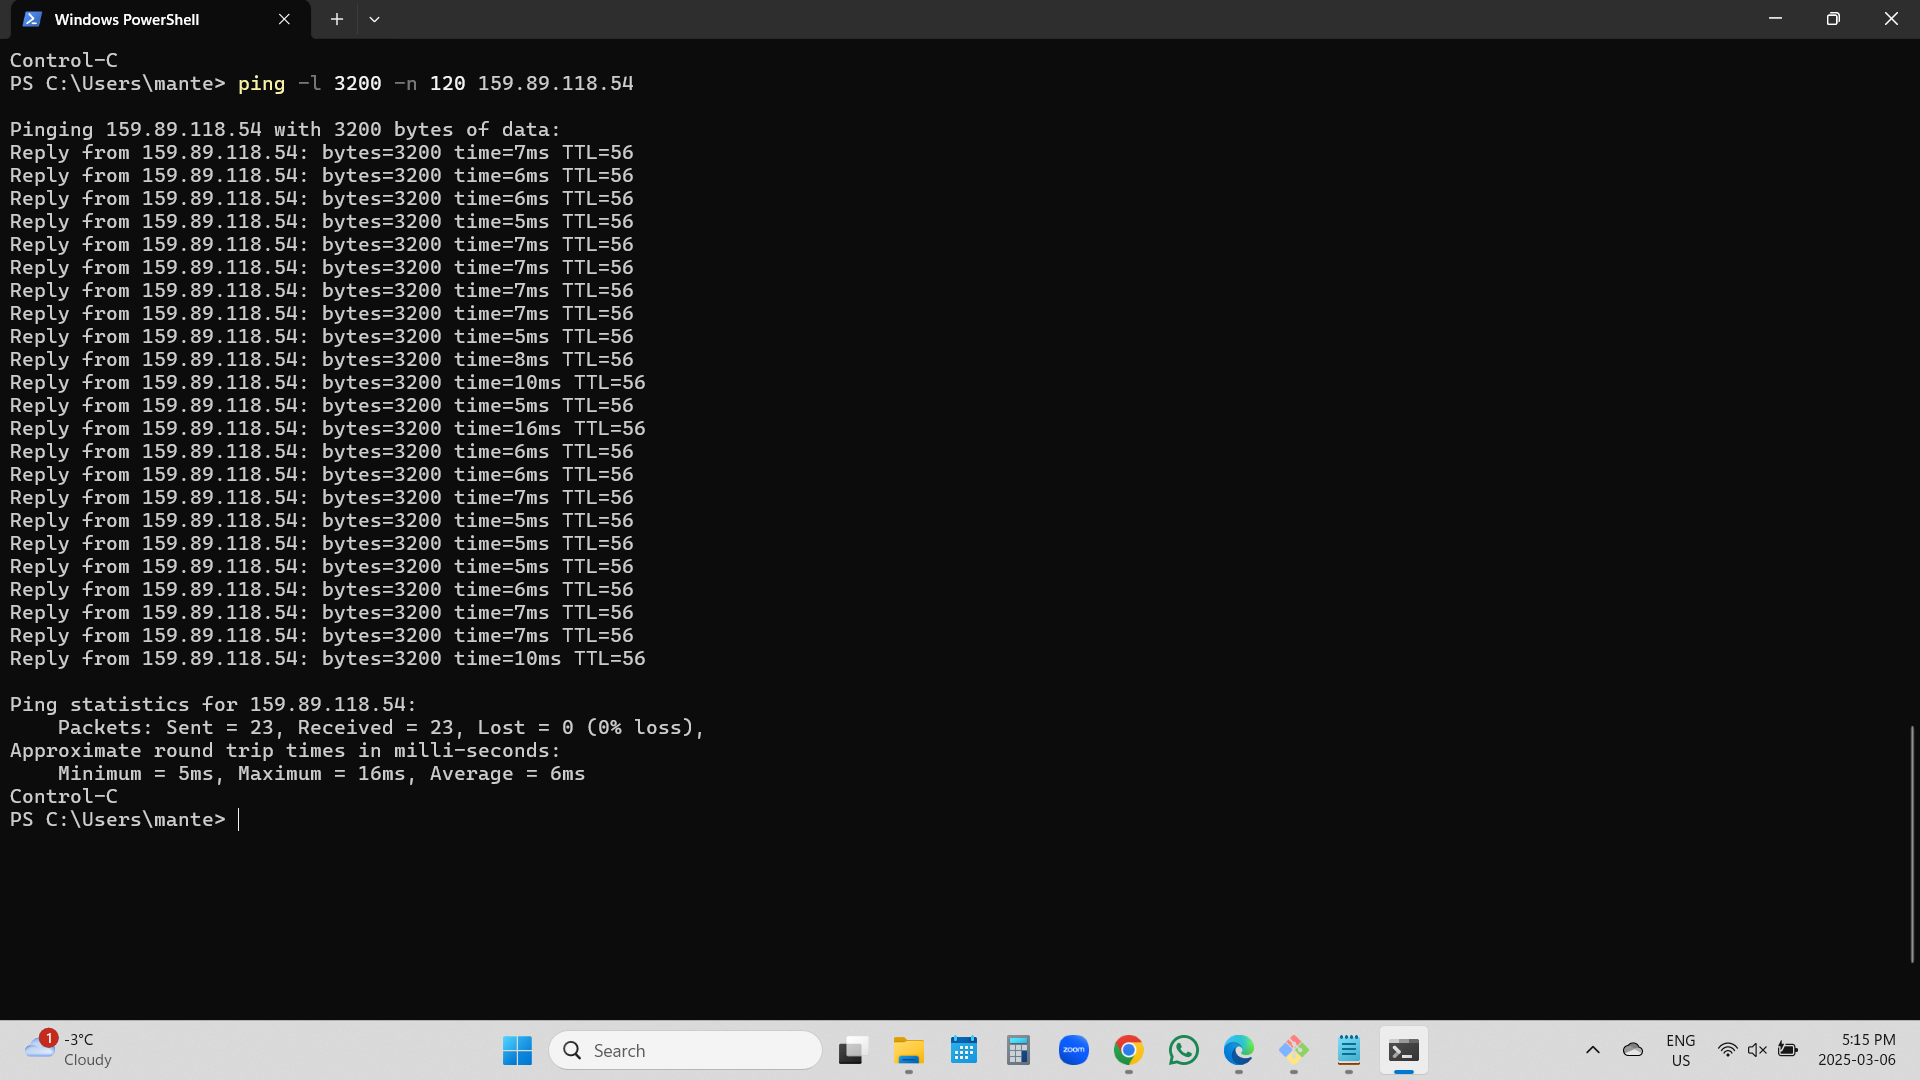 Windows PowerShell
Control-C
PS C:\Users\mante> ping -l 3200 -n 120 159.89.118.54
Pinging 159.89.118.54 with 3200 bytes of data:
Reply from 159.89.118.54: bytes=3200 time=7ms TTL=56
Reply from 159.89.118.54: bytes=3200 time=6ms TTL=56
Reply from 159.89.118.54: bytes=3200 time=6ms TTL=56
Reply from 159.89.118.54: bytes=3200 time=5ms TTL=56
Reply from 159.89.118.54: bytes=3200 time=7ms TTL=56
Reply from 159.89.118.54: bytes=3200 time=7ms TTL=56
Reply from 159.89.118.54: bytes=3200 time=7ms TTL=56
Reply from 159.89.118.54: bytes=3200 time=7ms TTL=56
Reply from 159.89.118.54: bytes=3200 time=5ms TTL=56
Reply from 159.89.118.54: bytes=3200 time=8ms TTL=56
Reply from 159.89.118.54: bytes=3200 time=10ms TTL=56
Reply from 159.89.118.54: bytes=3200 time=5ms TTL=56
Reply from 159.89.118.54: bytes=3200 time=16ms TTL=56
Reply from 159.89.118.54: bytes=3200 time=6ms TTL=56
Reply from 159.89.118.54: bytes=3200 time=6ms TTL=56
Reply from 159.89.118.54: bytes=3200 time=7ms TTL=56
Reply from 159.89.118.54: bytes=3200 time=5ms TTL=56
Reply from 159.89.118.54: bytes=3200 time=5ms TTL=56
Reply from 159.89.118.54: bytes=3200 time=5ms TTL=56
Reply from 159.89.118.54: bytes=3200 time=6ms TTL=56
Reply from 159.89.118.54: bytes=3200 time=7ms TTL=56
Reply from 159.89.118.54: bytes=3200 time=7ms TTL=56
Reply from 159.89.118.54: bytes=3200 time=10ms TTL=56
Ping statistics for 159.89.118.54:
    Packets: Sent = 23, Received = 23, Lost = 0 (0% loss),
Approximate round trip times in milli-seconds:
    Minimum = 5ms, Maximum = 16ms, Average = 6ms
Control-C
PS C:\Users\mante>
1
-3°C
Cloudy
Search
zoom
ENG
US
5:15 PM
2025-03-06